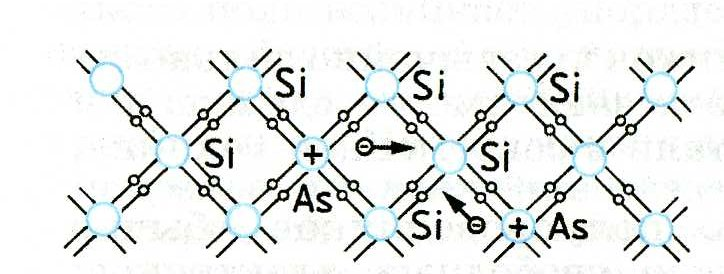 Si Si Si
Si + ⊖ Si
As
Si ⊖ + As